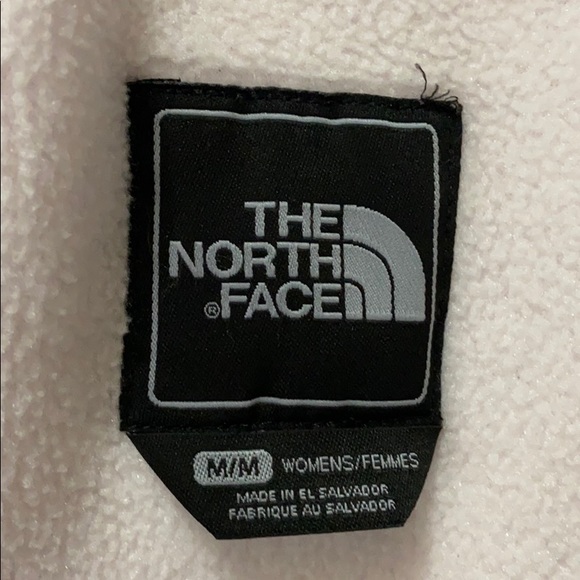 THE
NORTH
®FACE
M/M WOMENS/FEMMES
MADE IN EL SALVADOR
FABRIQUE AU SALVADOR